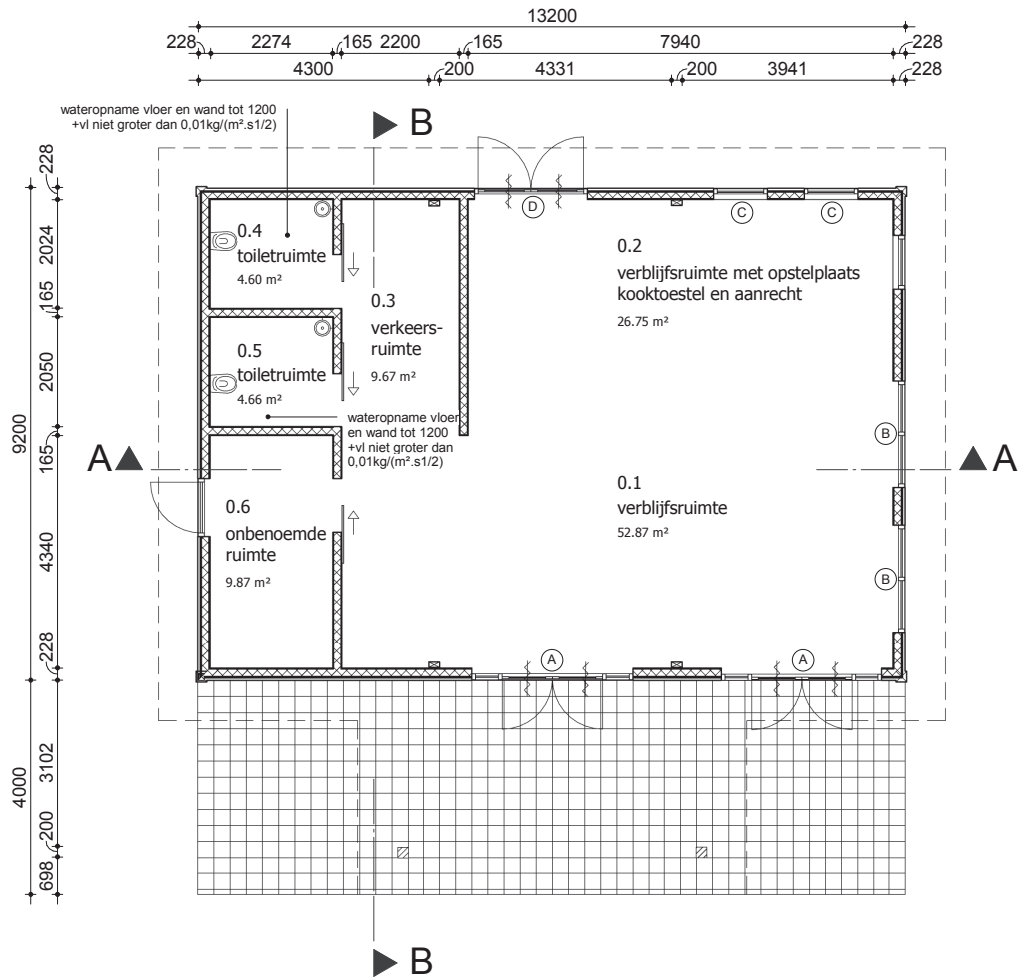 13200
228 2274 165 2200 165 7940 228
4300 200 4331 200 3941 228
wateropname vloer en wand tot 1200
+vl niet groter dan 0,01kg/(m².s1/2)
B
228
2024
165
2050
165
4340
228
9200
4000
3102
200
698
D
C
C
0.4
toiletruimte
4.60 m²
0.2
verblijfsruimte met opstelplaats
kooktoestel en aanrecht
26.75 m²
0.3
verkeers-
ruimte
9.67 m²
0.5
toiletruimte
4.66 m²
wateropname vloer
en wand tot 1200
+vl niet groter dan
0,01kg/(m².s1/2)
B
A
A
0.1
verblijfsruimte
52.87 m²
0.6
onbenoemde
ruimte
9.87 m²
B
A
A
B